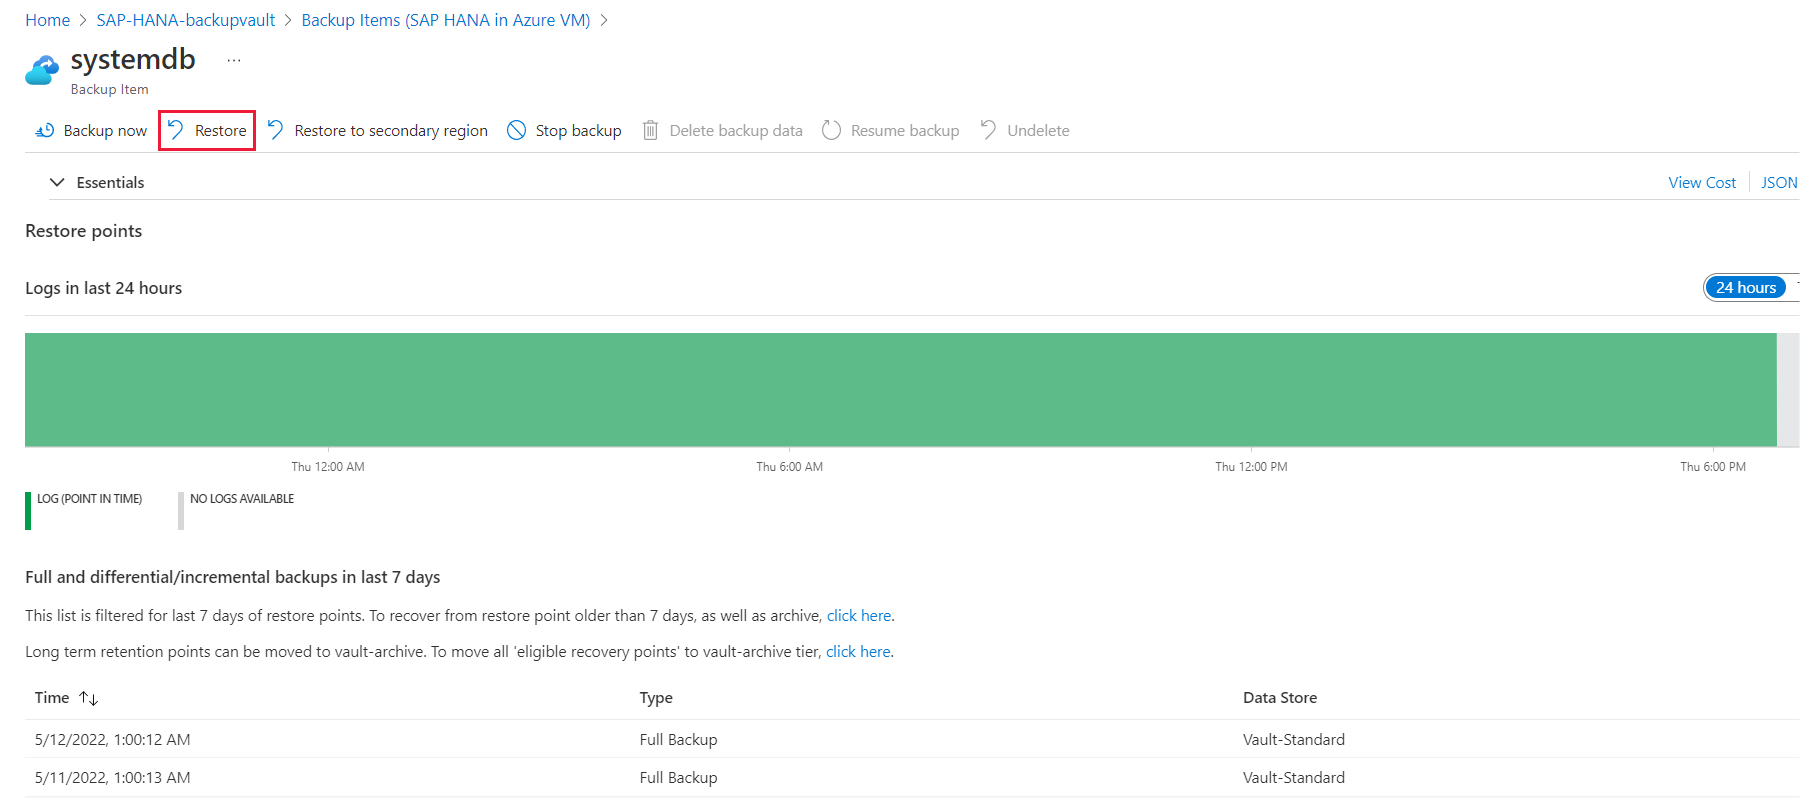 Home > SAP-HANA-backupvault > Backup Items (SAP HANA in Azure VM) >
systemdb ...
Backup Item
Backup now Restore Restore to secondary region Stop backup Delete backup data Resume backup Undelete
Essentials View Cost JSON
Restore points
Logs in last 24 hours 24 hours
Thu 12:00 AM Thu 6:00 AM Thu 12:00 PM Thu 6:00 PM
LOG (POINT IN TIME) NO LOGS AVAILABLE
Full and differential/incremental backups in last 7 days
This list is filtered for last 7 days of restore points. To recover from restore point older than 7 days, as well as archive, click here.
Long term retention points can be moved to vault-archive. To move all 'eligible recovery points' to vault-archive tier, click here.
Time Type Data Store
5/12/2022, 1:00:12 AM Full Backup Vault-Standard
5/11/2022, 1:00:13 AM Full Backup Vault-Standard